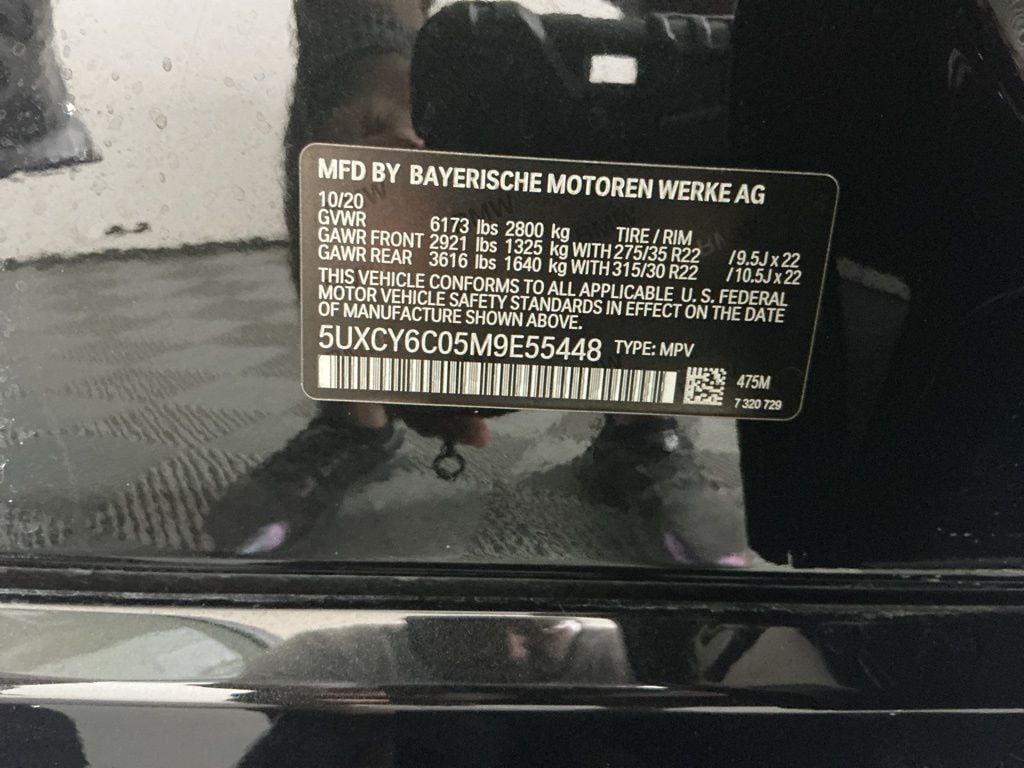 MFD BY BAYERISCHE MOTOREN WERKE AG
10/20
GVWR 6173 lbs 2800 kg TIRE / RIM
GAWR FRONT 2921 lbs 1325 kg WITH 275/35 R22 / 9.5J x 22
GAWR REAR 3616 lbs 1640 kg WITH 315/30 R22 / 10.5J x 22
THIS VEHICLE CONFORMS TO ALL APPLICABLE U. S. FEDERAL
MOTOR VEHICLE SAFETY STANDARDS IN EFFECT ON THE DATE
OF MANUFACTURE SHOWN ABOVE.
5UXCY6C05M9E55448 TYPE: MPV
475M
7 320 729